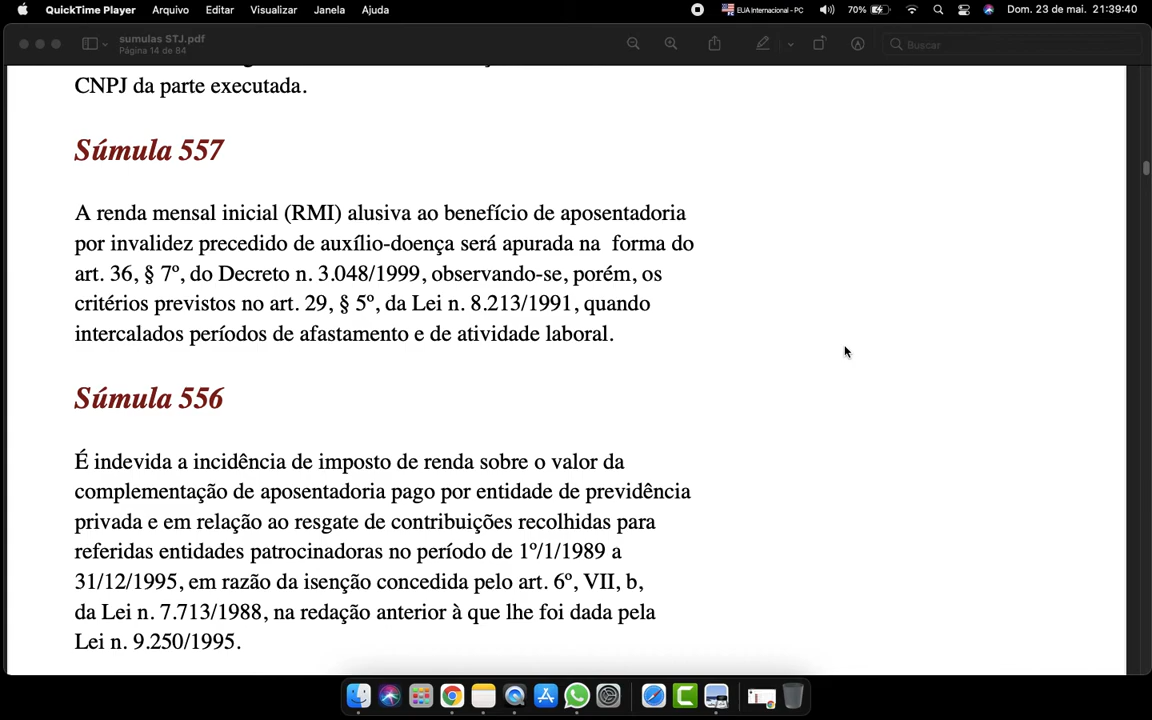 QuickTime Player Arquivo Editar Visualizar Janela Ajuda EUA Internacional - PC 70% Dom. 23 de mai. 21:39:40
sumulas STJ.pdf
Página 14 de 84
Buscar
CNPJ da parte executada.
Súmula 557
A renda mensal inicial (RMI) alusiva ao benefício de aposentadoria
por invalidez precedido de auxílio-doença será apurada na forma do
art. 36, § 7º, do Decreto n. 3.048/1999, observando-se, porém, os
critérios previstos no art. 29, § 5º, da Lei n. 8.213/1991, quando
intercalados períodos de afastamento e de atividade laboral.
Súmula 556
É indevida a incidência de imposto de renda sobre o valor da
complementação de aposentadoria pago por entidade de previdência
privada e em relação ao resgate de contribuições recolhidas para
referidas entidades patrocinadoras no período de 1º/1/1989 a
31/12/1995, em razão da isenção concedida pelo art. 6º, VII, b,
da Lei n. 7.713/1988, na redação anterior à que lhe foi dada pela
Lei n. 9.250/1995.